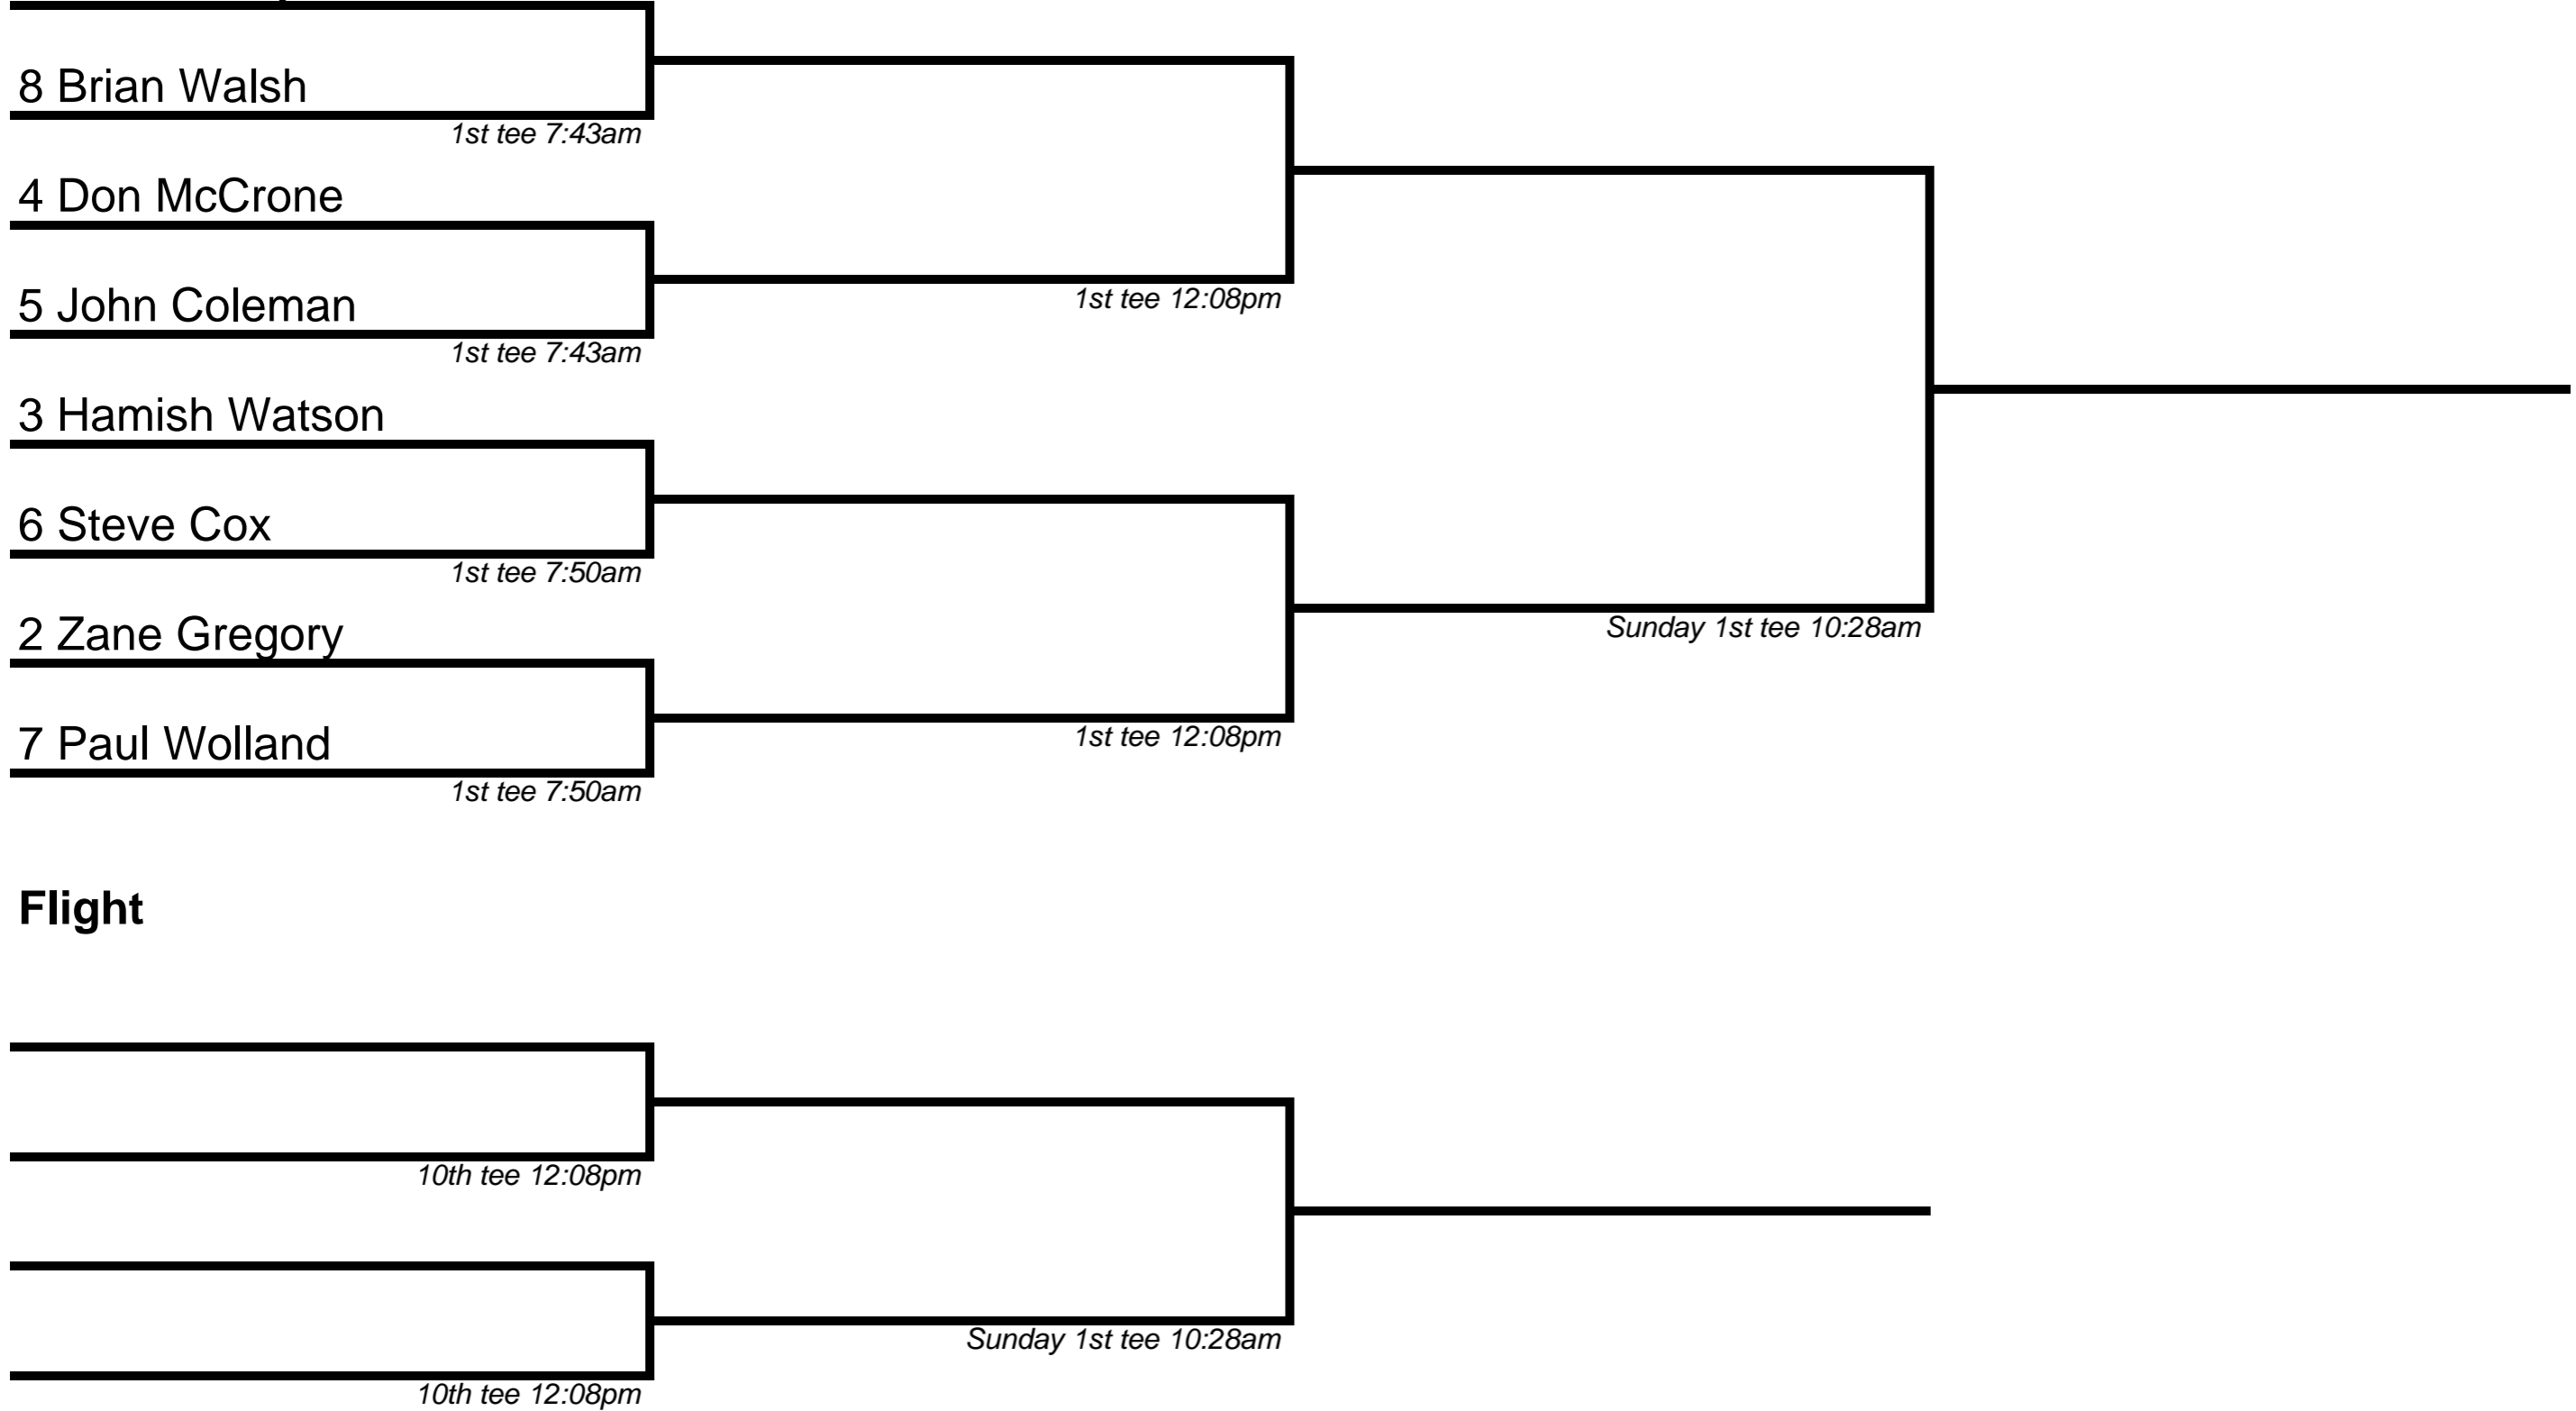 8 Brian Walsh
1st tee 7:43am
4 Don McCrone
5 John Coleman
1st tee 12:08pm
1st tee 7:43am
3 Hamish Watson
6 Steve Cox
1st tee 7:50am
2 Zane Gregory
Sunday 1st tee 10:28am
7 Paul Wolland
1st tee 12:08pm
1st tee 7:50am
Flight
10th tee 12:08pm
Sunday 1st tee 10:28am
10th tee 12:08pm